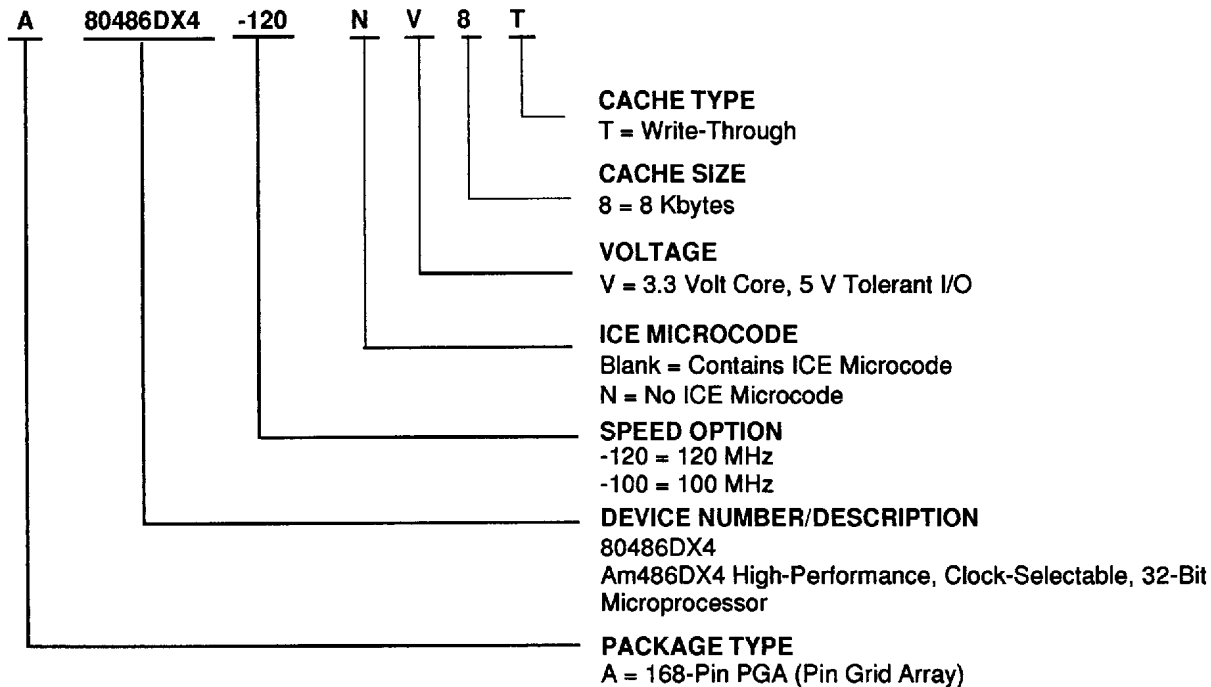 A 80486DX4 -120 N V 8 T
CACHE TYPE
T = Write-Through
CACHE SIZE
8 = 8 Kbytes
VOLTAGE
V = 3.3 Volt Core, 5 V Tolerant I/O
ICE MICROCODE
Blank = Contains ICE Microcode
N = No ICE Microcode
SPEED OPTION
-120 = 120 MHz
-100 = 100 MHz
DEVICE NUMBER/DESCRIPTION
80486DX4
Am486DX4 High-Performance, Clock-Selectable, 32-Bit
Microprocessor
PACKAGE TYPE
A = 168-Pin PGA (Pin Grid Array)